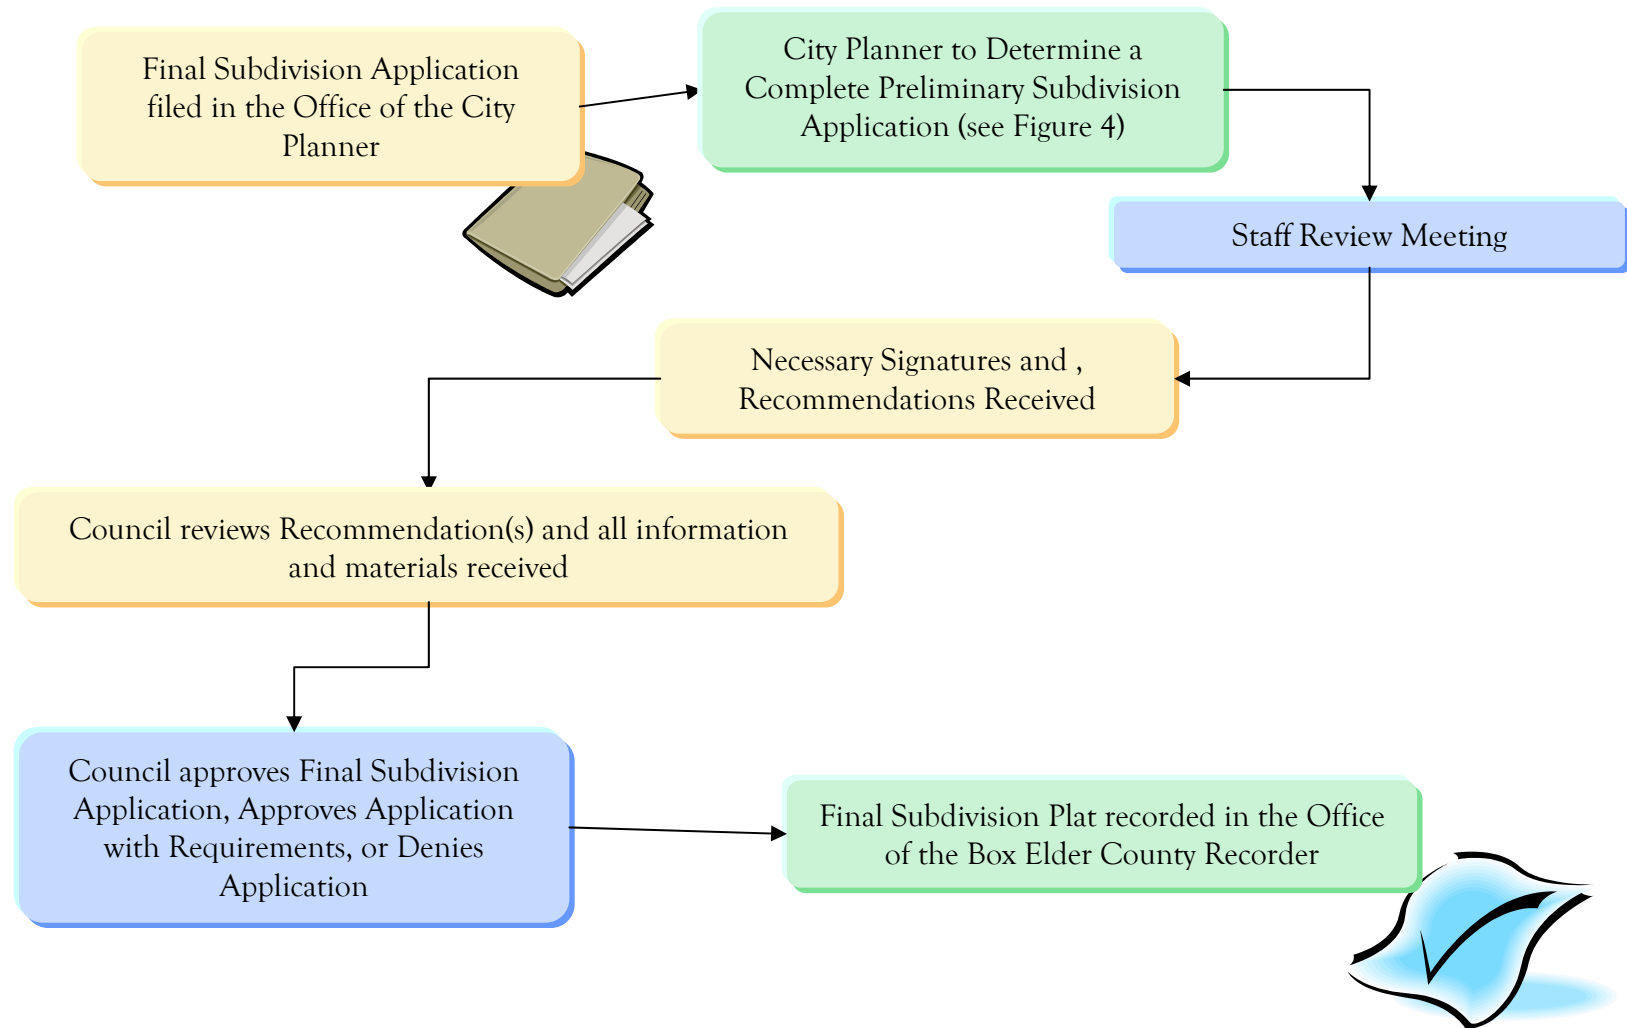 Final Subdivision Application
filed in the Office of the City
Planner
City Planner to Determine a
Complete Preliminary Subdivision
Application (see Figure 4)
Staff Review Meeting
Necessary Signatures and ,
Recommendations Received
Council reviews Recommendation(s) and all information
and materials received
Council approves Final Subdivision
Application, Approves Application
with Requirements, or Denies
Application
Final Subdivision Plat recorded in the Office
of the Box Elder County Recorder